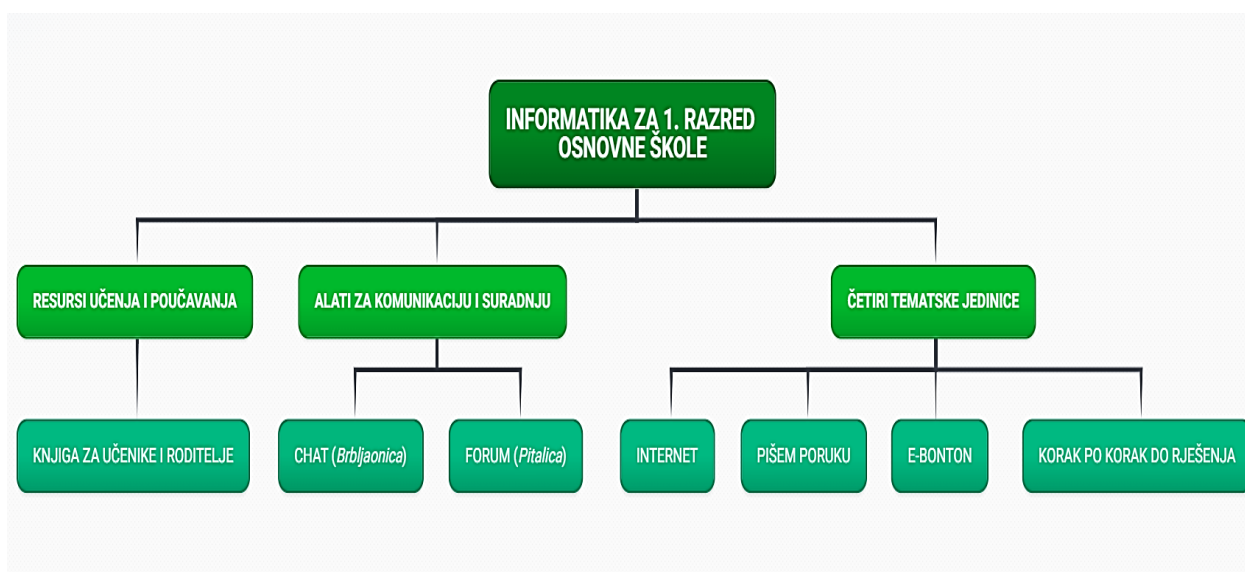 INFORMATIKA ZA 1. RAZRED
OSNOVNE ŠKOLE
RESURSI UČENJA I POUČAVANJA
ALATI ZA KOMUNIKACIJU I SURADNJU
ČETIRI TEMATSKE JEDINICE
KNJIGA ZA UČENIKE I RODITELJE
CHAT (Brbljaonica)
FORUM (Pitalica)
INTERNET
PIŠEM PORUKU
E-BONTON
KORAK PO KORAK DO RJEŠENJA